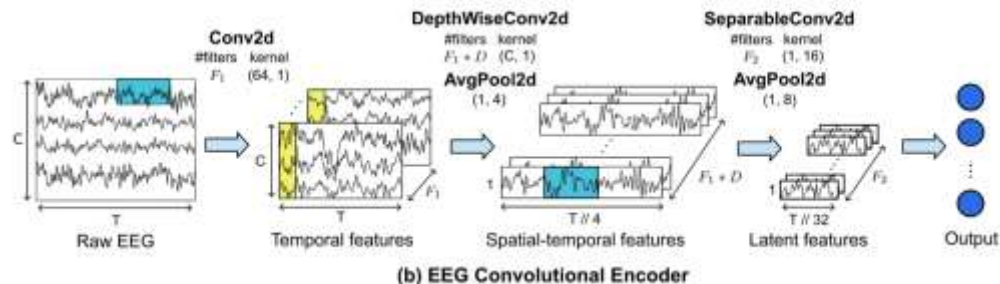 Conv2d
#filters kernel
F₁ (64, 1)
DepthWiseConv2d
#filters kernel
F₁ * D (C, 1)
AvgPool2d
(1, 4)
SeparableConv2d
#filters kernel
F₂ (1, 16)
AvgPool2d
(1, 8)
C
T
Raw EEG
C
T
F₁
Temporal features
1
T // 4
F₁ * D
Spatial-temporal features
1
T // 32
F₂
Latent features
Output
(b) EEG Convolutional Encoder